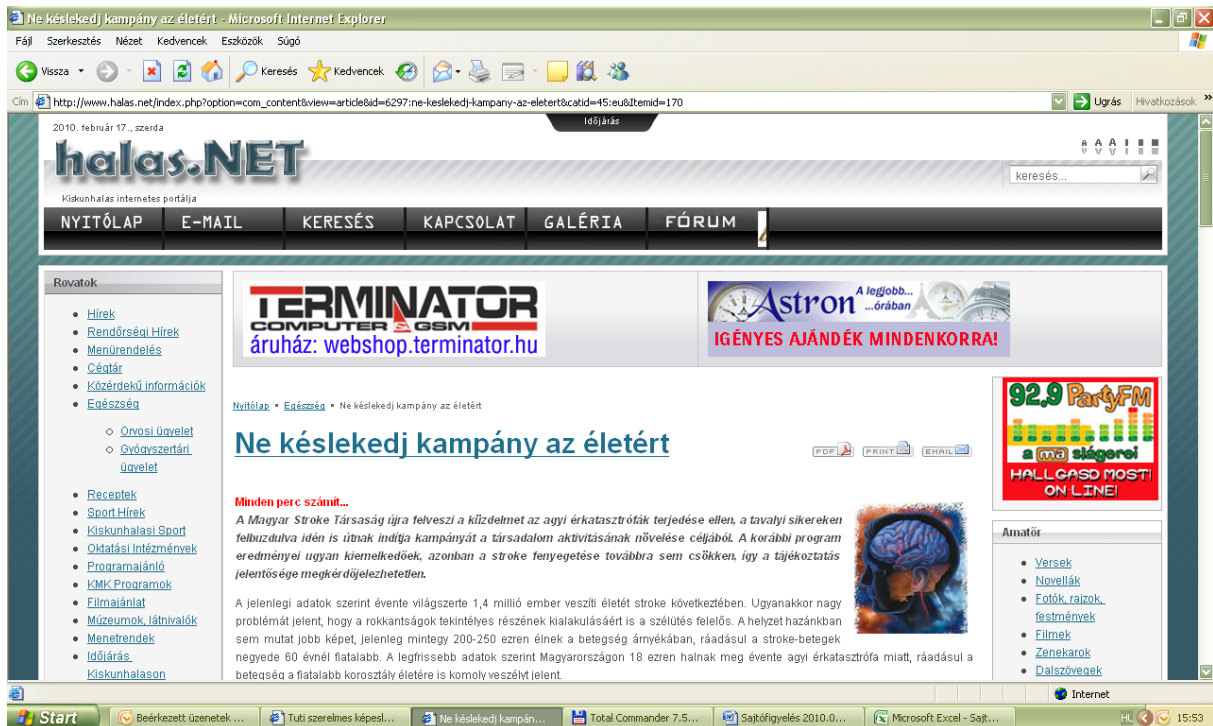 Ne késlekedj kampány az életért - Microsoft Internet Explorer
Fájl Szerkesztés Nézet Kedvencek Eszközök Súgó
Vissza Keresés Kedvencek
Cím http://www.halas.net/index.php?option=com_content&view=article&id=6297:ne-keslekedj-kampany-az-eletert&catid=45:eu&Itemid=170 Ugrás Hivatkozások »
2010. február 17., szerda Időjárás
halas.NET
A A A
keresés...
Kiskunhalas internetes portálja
NYITÓLAP E-MAIL KERESÉS KAPCSOLAT GALÉRIA FÓRUM
Rovatok
Hírek
Rendőrségi Hírek
Menürendelés
Cégtár
Közérdekű információk
Egészség
Orvosi ügyelet
Gyógyszertári
ügyelet
Receptek
Sport Hírek
Kiskunhalasi Sport
Oktatási Intézmények
Programajánló
KMK Programok
Filmajánlat
Múzeumok, látnivalók
Menetrendek
Időjárás
Kiskunhalason
TERMINATOR
COMPUTER & GSM
áruház: webshop.terminator.hu
Astron A legjobb...
...órában
IGÉNYES AJÁNDÉK MINDENKORRA!
Nyitólap • Egészség • Ne késlekedj kampány az életért
Ne késlekedj kampány az életért
PDF PRINT EMAIL
Minden perc számít...
A Magyar Stroke Társaság újra felveszi a küzdelmet az agyi érkatasztrófák terjedése ellen, a tavalyi sikereken
felbuzdulva idén is útnak indítja kampányát a társadalom aktivitásának növelése céljából. A korábbi program
eredményei ugyan kiemelkedőek, azonban a stroke fenyegetése továbbra sem csökken, így a tájékoztatás
jelentősége megkérdőjelezhetetlen.
A jelenlegi adatok szerint évente világszerte 1,4 millió ember veszíti életét stroke következtében. Ugyanakkor nagy
problémát jelent, hogy a rokkantságok tekintélyes részének kialakulásáért is a szélütés felelős. A helyzet hazánkban
sem mutat jobb képet, jelenleg mintegy 200-250 ezren élnek a betegség árnyékában, ráadásul a stroke-betegek
negyede 60 évnél fiatalabb. A legfrissebb adatok szerint Magyarországon 18 ezren halnak meg évente agyi érkatasztrófa miatt, ráadásul a
betegség a fiatalabb korosztály életére is komoly veszélyt jelent.
92,9 PartyFM
a mai slágerei
HALLGASD MOST!
ON LINE!
Amatőr
Versek
Novellák
Fotók, rajzok,
festmények
Filmek
Zenekarok
Dalszövegek
Internet
Start Beérkezett üzenetek ... Tuti szerelmes képesl... Ne késlekedj kampán... Total Commander 7.5... Sajtófigyelés 2010.0... Microsoft Excel - Sajt... HU 15:53